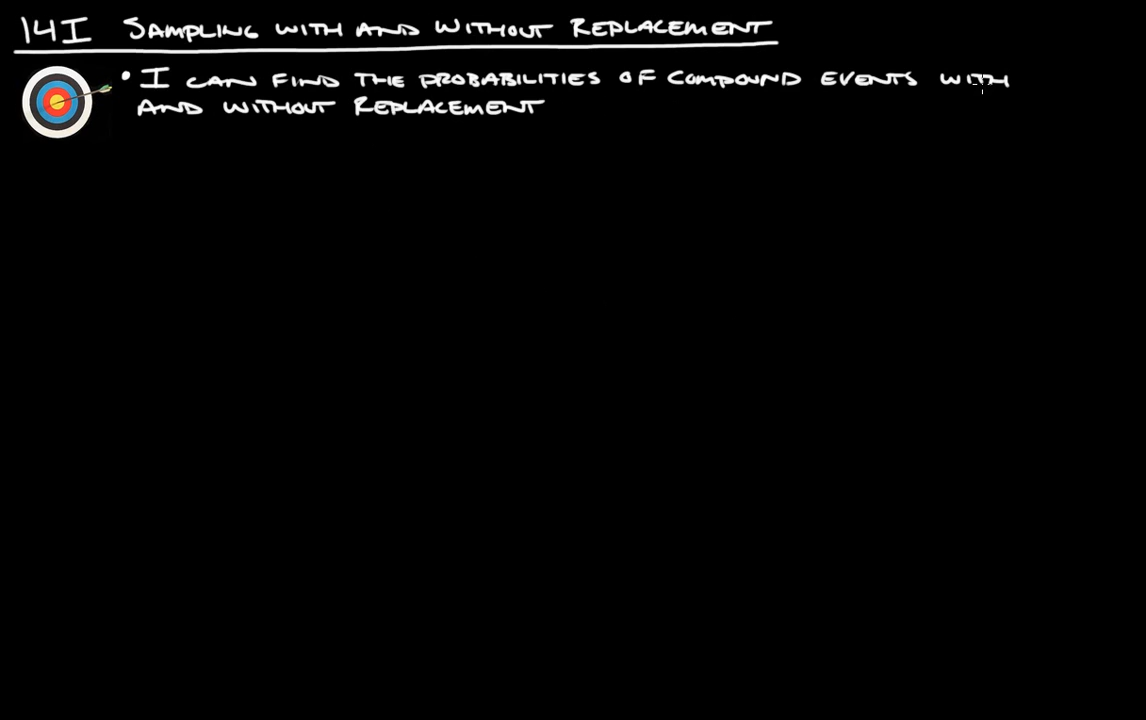 14I SAMPLING WITH AND WITHOUT REPLACEMENT
• I CAN FIND THE PROBABILITIES OF COMPOUND EVENTS WITH
AND WITHOUT REPLACEMENT